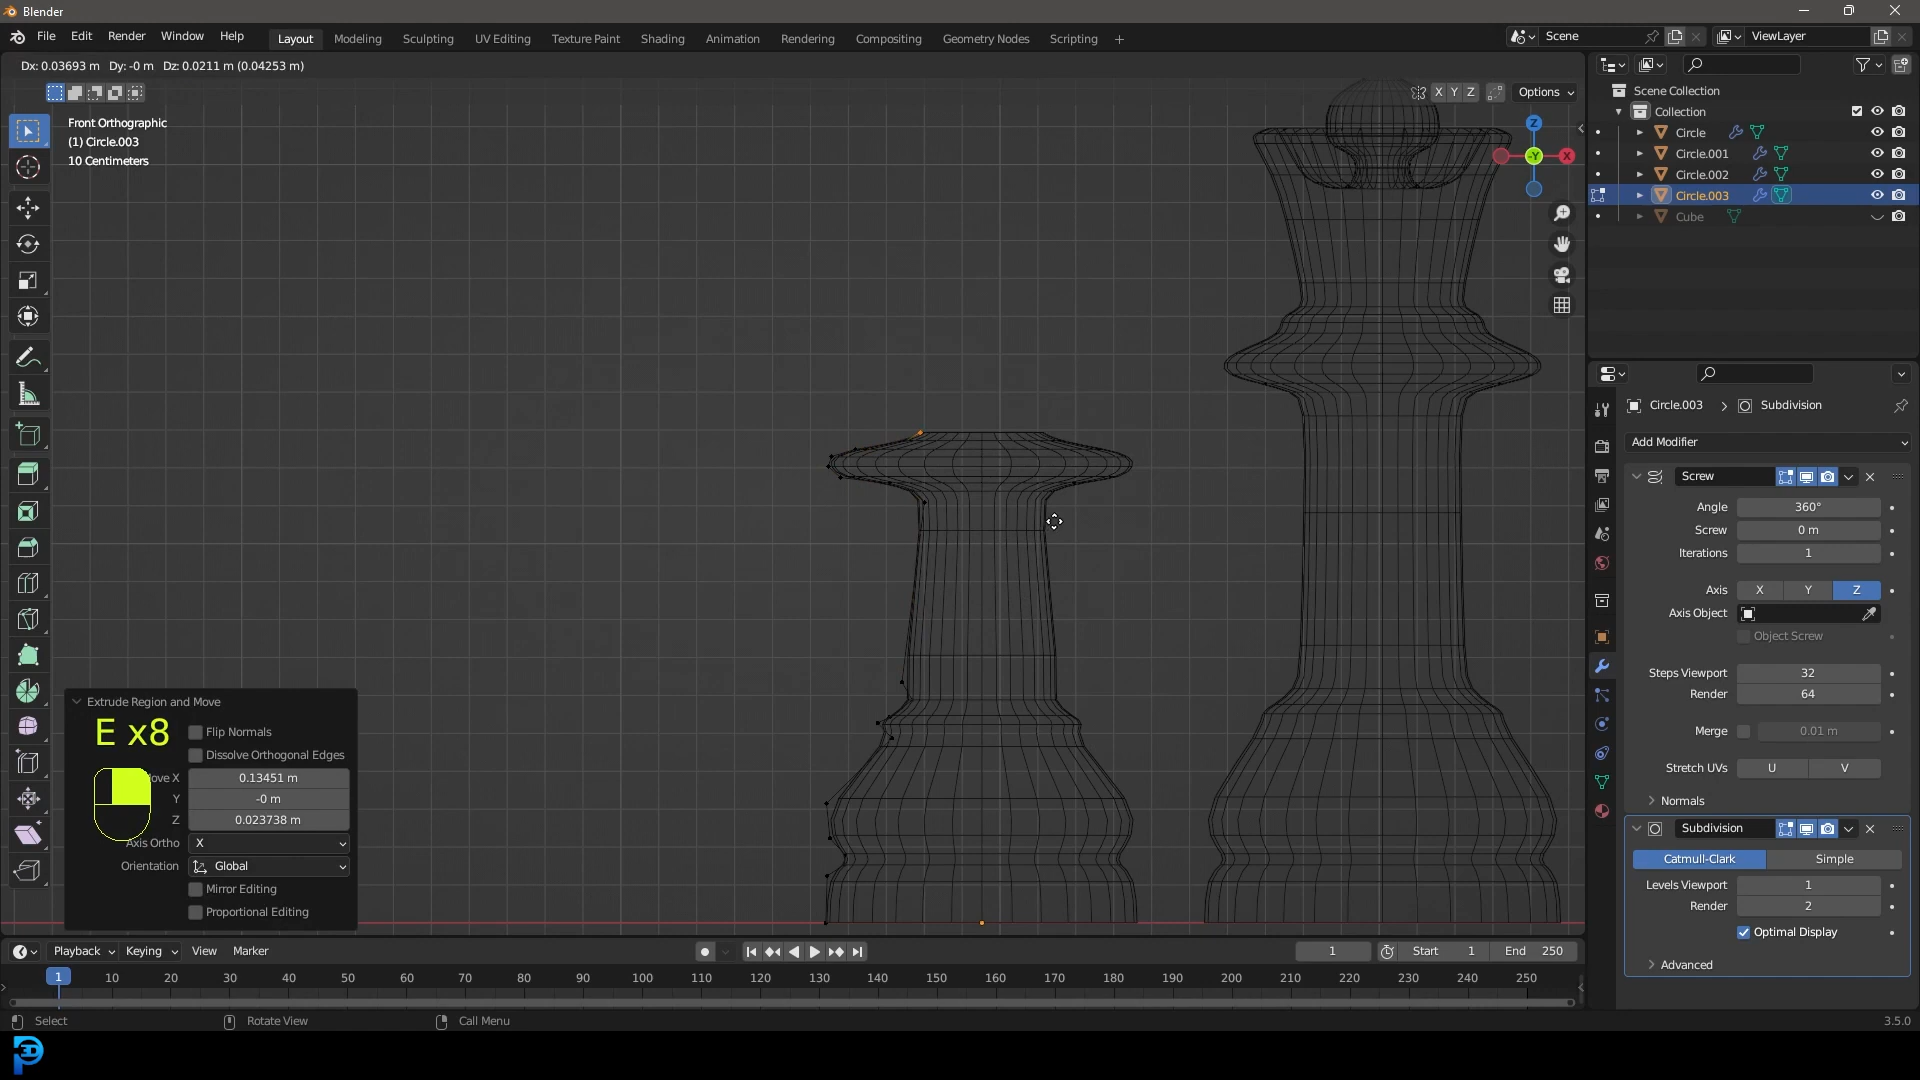 Blender
File Edit Render Window Help Layout Modeling Sculpting UV Editing Texture Paint Shading Animation Rendering Compositing Geometry Nodes Scripting + Scene ViewLayer
Dx: 0.03693 m Dy: -0 m Dz: 0.0211 m (0.04253 m)
X Y Z Options
Front Orthographic
(1) Circle.003
10 Centimeters
Z
-Y
X
Scene Collection
Collection
Circle
Circle.001
Circle.002
Circle.003
Cube
Circle.003 > Subdivision
Add Modifier
Screw
Angle 360°
Screw 0 m
Iterations 1
Axis X Y Z
Axis Object
Object Screw
Steps Viewport 32
Render 64
Merge 0.01 m
Stretch UVs U V
Normals
Subdivision
Catmull-Clark Simple
Levels Viewport 1
Render 2
Optimal Display
Advanced
Extrude Region and Move
E x8
Flip Normals
Dissolve Orthogonal Edges
ove X 0.13451 m
Y -0 m
Z 0.023738 m
Axis Ortho X
Orientation Global
Mirror Editing
Proportional Editing
Playback Keying View Marker 1 Start 1 End 250
1 10 20 30 40 50 60 70 80 90 100 110 120 130 140 150 160 170 180 190 200 210 220 230 240 250
Select Rotate View Call Menu 3.5.0